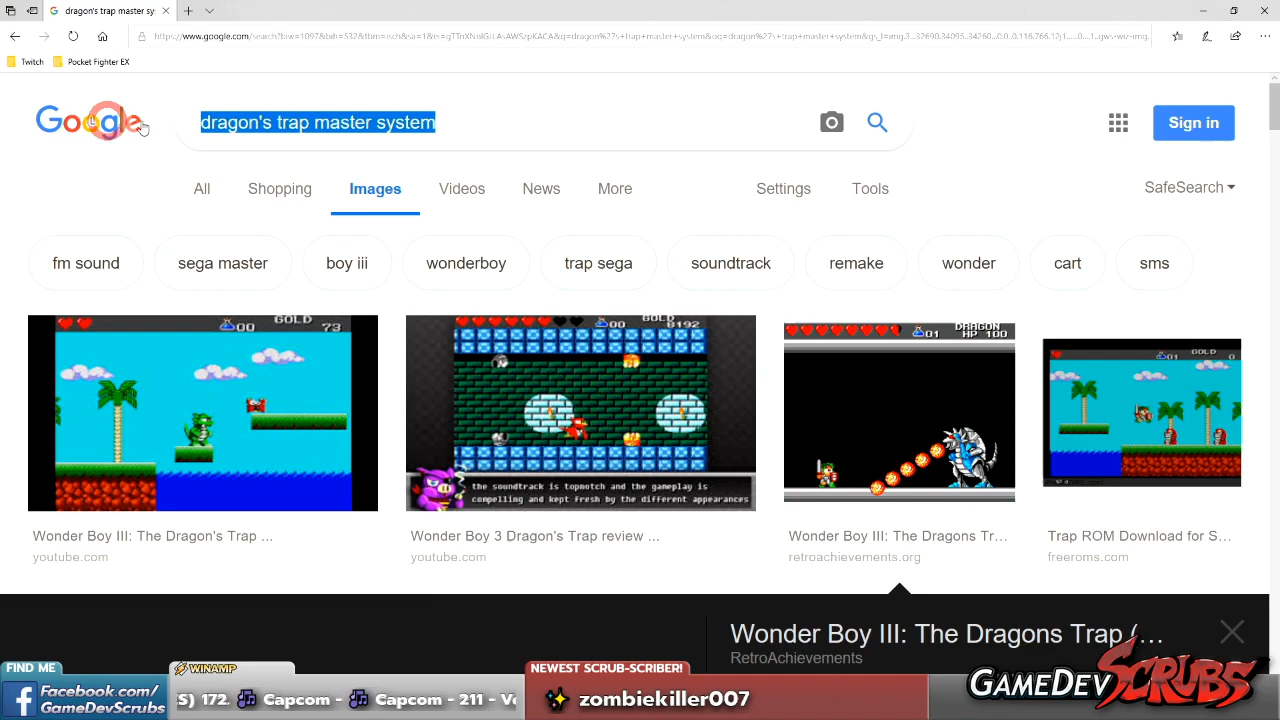 dragon's trap master sys
Twitch
Pocket Fighter EX
Google
dragon's trap master system
Sign in
All
Shopping
Images
Videos
News
More
Settings
Tools
SafeSearch
fm sound
sega master
boy iii
wonderboy
trap sega
soundtrack
remake
wonder
cart
sms
00
GOLD
73
00
GOLD
8192
the soundtrack is topnotch and the gameplay is
compelling and kept fresh by the different appearances
01
DRAGON
HP 100
01
GOLD
0
Wonder Boy III: The Dragon's Trap ...
youtube.com
Wonder Boy 3 Dragon's Trap review ...
youtube.com
Wonder Boy III: The Dragons Tr...
retroachievements.org
Trap ROM Download for S...
freeroms.com
Wonder Boy III: The Dragons Trap (...
RetroAchievements
FIND ME
Facebook.com/
GameDevScrubs
WINAMP
S) 172.
Capcom -
Capcom - 211 - Ve
NEWEST SCRUB-SCRIBER!
zombiekiller007
GAMEDEV SCRUBS